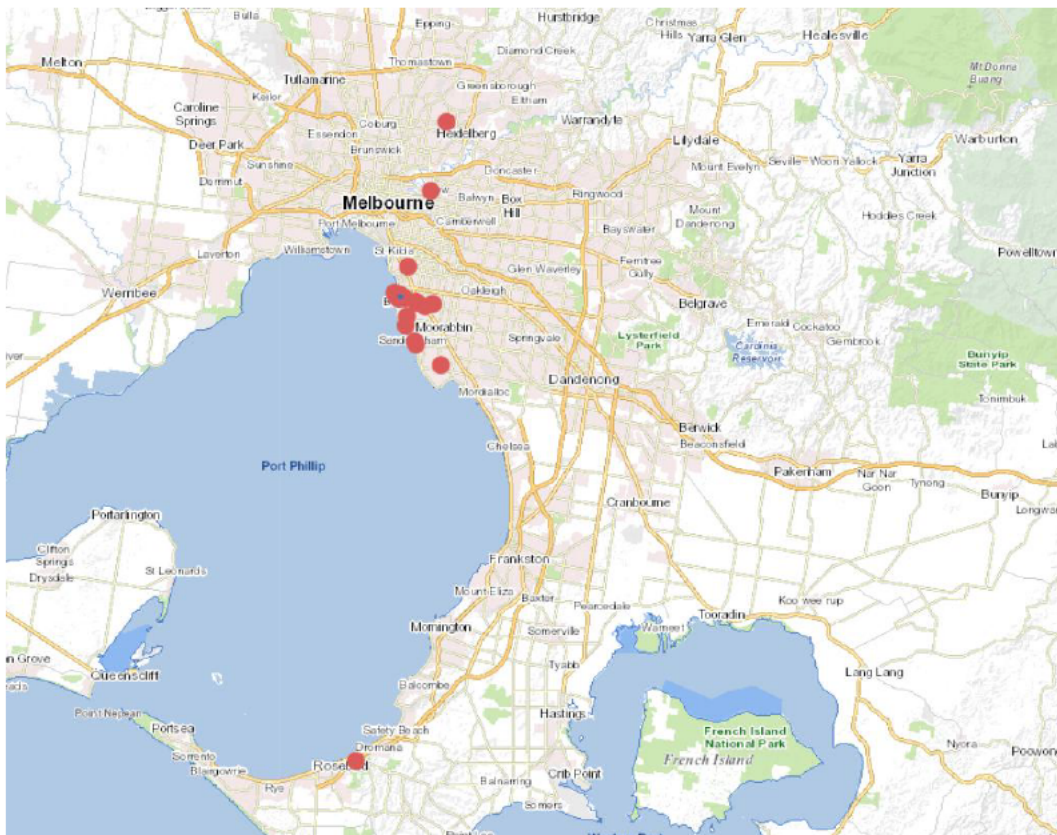 Epping
Hurstbridge
Christmas
Hills
Yarra Glen
Healesville
Melton
Thomastown
Diamond Creek
Mt Donna
Buang
Tullamarine
Greensborough
Keilor
Eltham
Caroline
Springs
Coburg
Essendon
Heidelberg
Warrandyte
Warburton
Deer Park
Brunswick
Lilydale
Sunshine
Doncaster
Mount Evelyn
Seville
Woori Yallock
Yarra
Junction
Ringwood
Balwyn
Box
Hill
Melbourne
Mount
Dandenong
Hoddles Creek
Port Melbourne
Camberwell
Bayswater
Williamstown
St Kilda
Powelltown
Laverton
Glen Waverley
Ferntree
Gully
Werribee
Oakleigh
Belgrave
Moorabbin
Emerald
Cockatoo
Springvale
Lysterfield
Park
Cardinia
Reservoir
Gembrook
Bunyip
State Park
Dandenong
Mordialloc
Tonimbuk
Berwick
Beaconsfield
Chelsea
Port Phillip
Pakenham
Nar Nar
Goon
Tynong
Bunyip
Cranbourne
Portarlington
Clifton
Springs
Drysdale
St Leonards
Frankston
Mount Eliza
Baxter
Pearcedale
Koo wee rup
Tooradin
Mornington
Somerville
Warneet
Tyabb
Lang Lang
Queenscliff
Balcombe
Point Nepean
Portsea
Hastings
Safety Beach
French Island
National Park
Dromana
Sorrento
Blairgowrie
French Island
Nyora
Rye
Balnarring
Crib Point
Somers